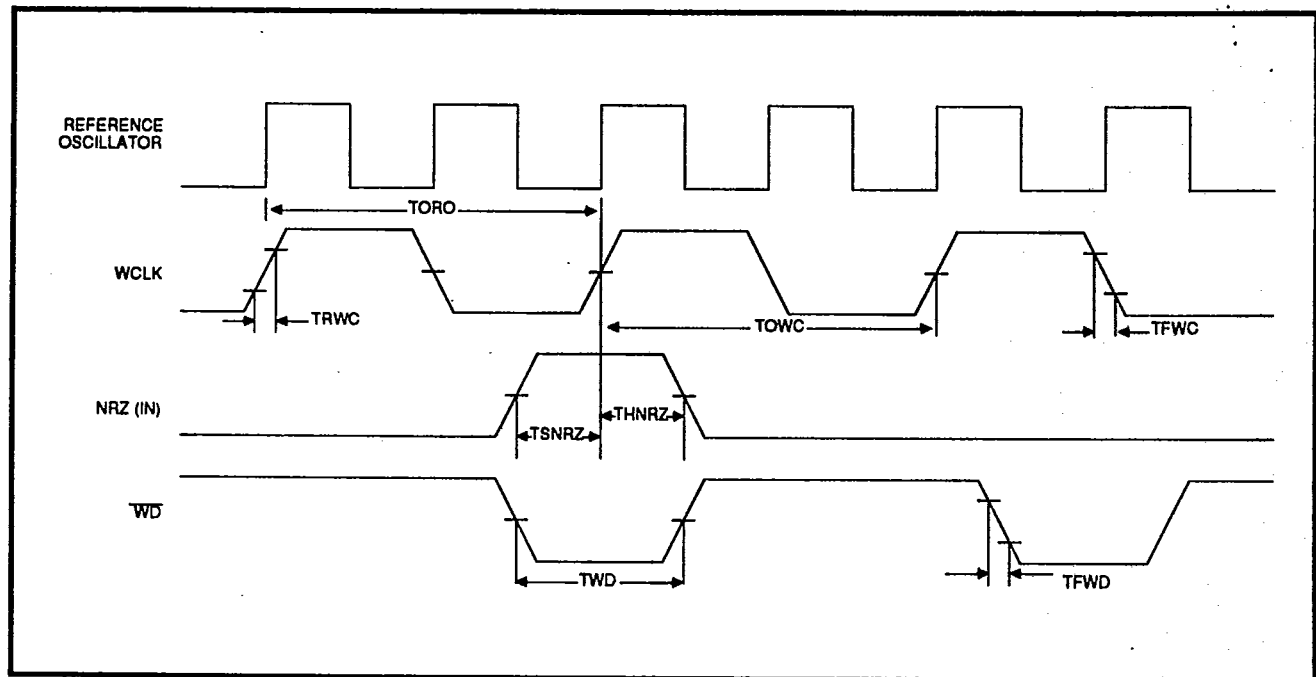 REFERENCE
OSCILLATOR
TORO
WCLK
TRWC
TOWC
TFWC
NRZ (IN)
TSNRZ
THNRZ
WD
TWD
TFWD